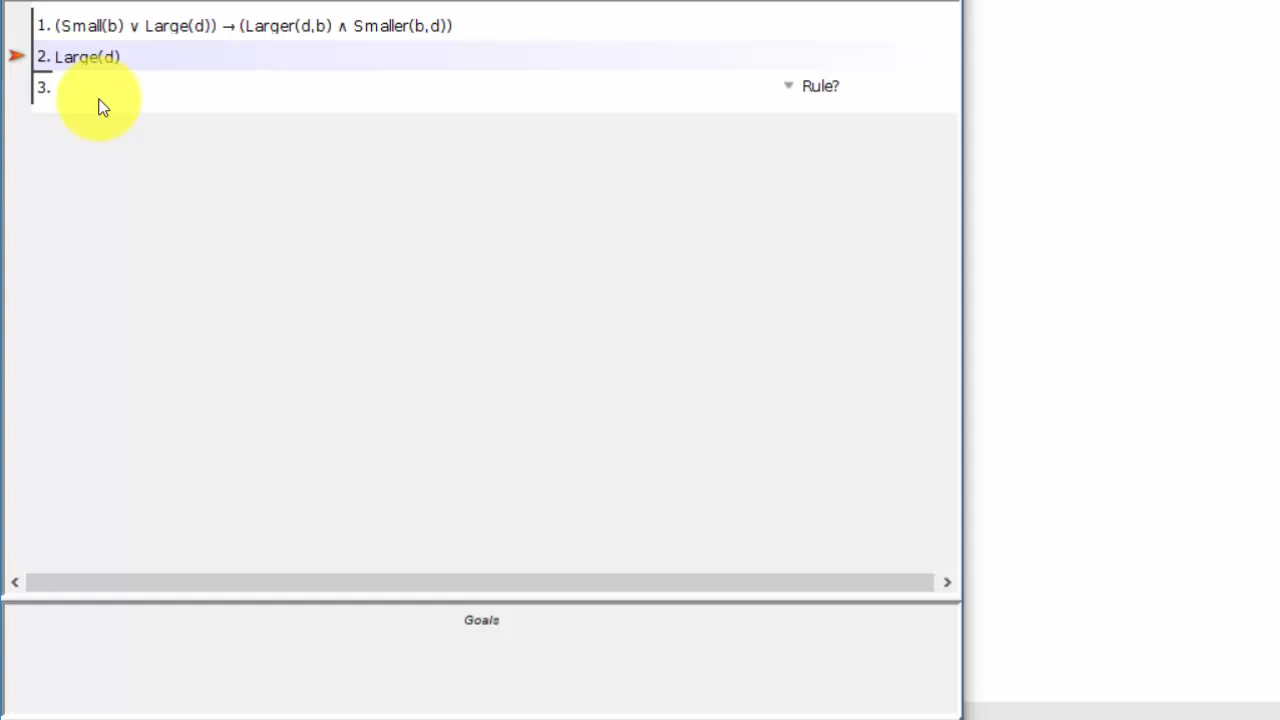 1. (Small(b) ∨ Large(d)) → (Larger(d,b) ∧ Smaller(b,d))
2. Large(d)
3. Rule?
Goals